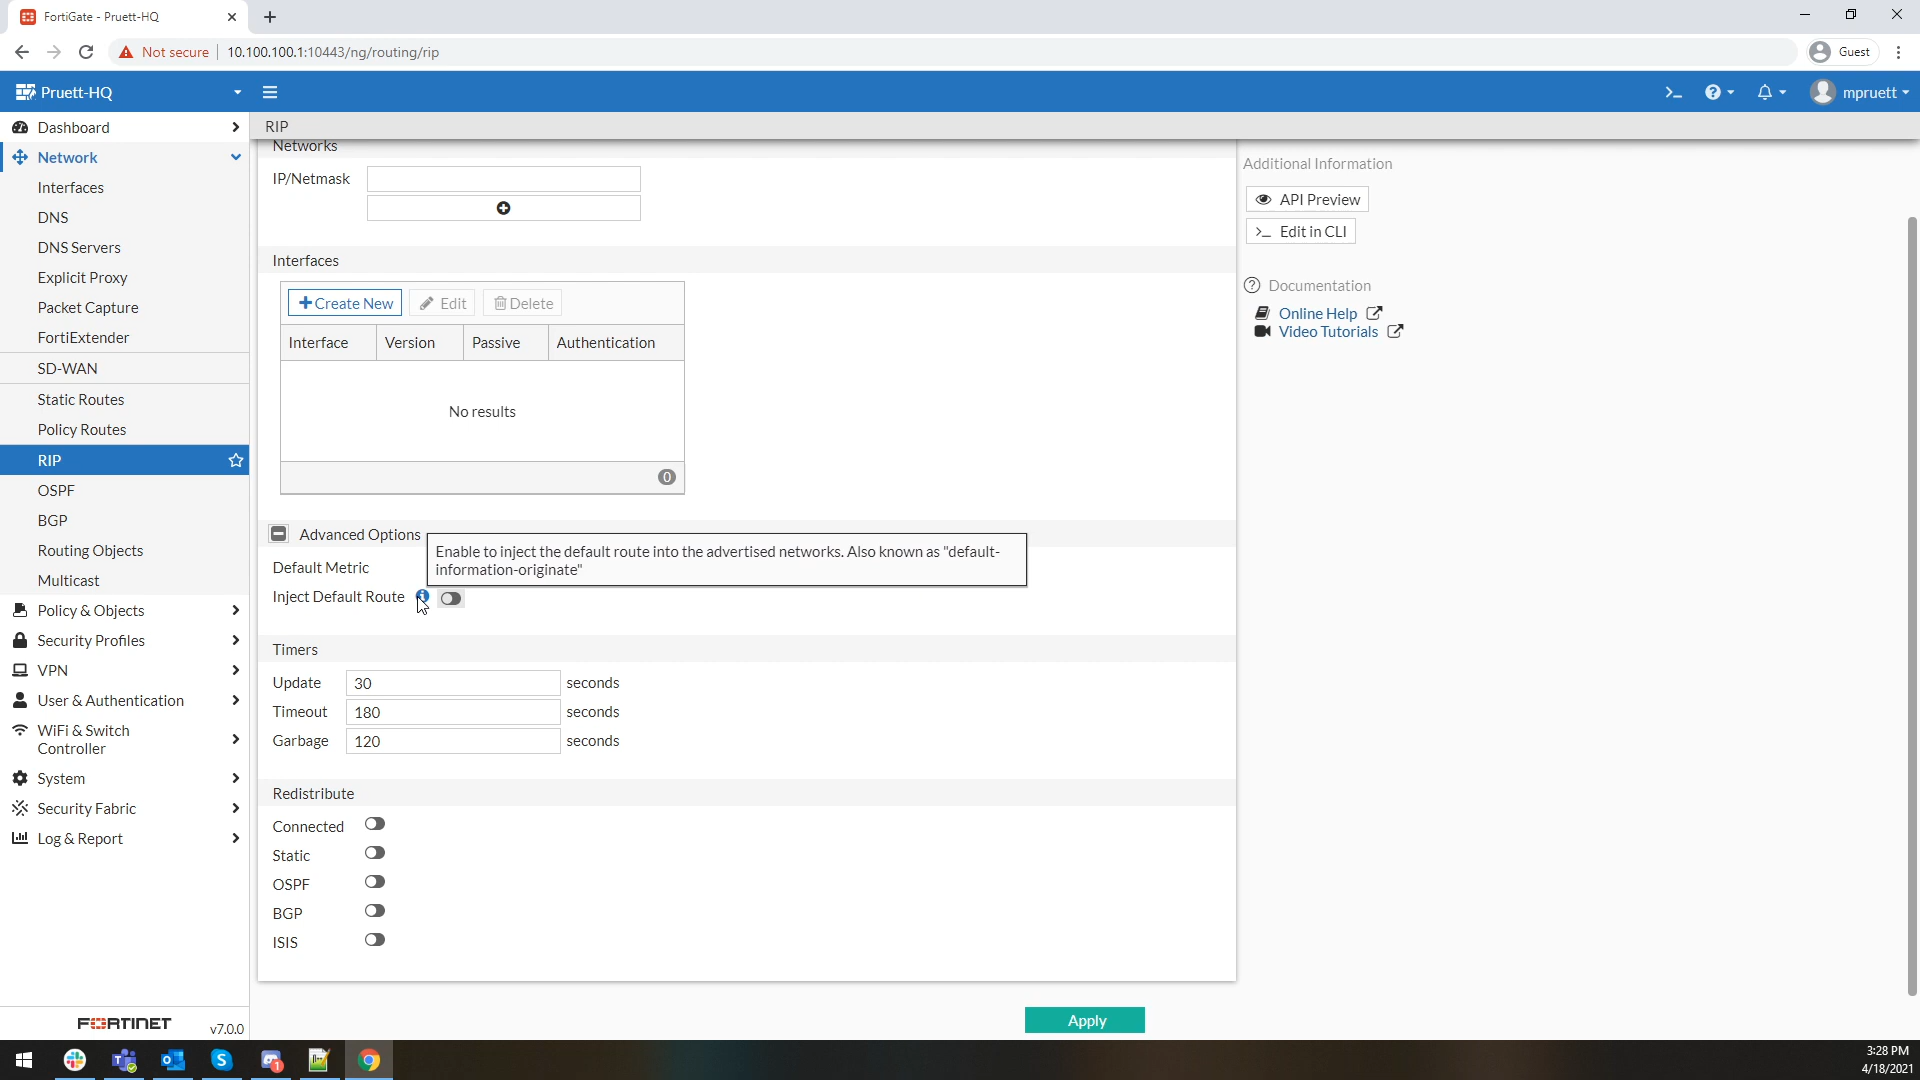 FortiGate - Pruett-HQ
Not secure
10.100.100.1:10443/ng/routing/rip
Guest
Pruett-HQ
mpruett
Dashboard
Network
Interfaces
DNS
DNS Servers
Explicit Proxy
Packet Capture
FortiExtender
SD-WAN
Static Routes
Policy Routes
RIP
OSPF
BGP
Routing Objects
Multicast
Policy & Objects
Security Profiles
VPN
User & Authentication
WiFi & Switch
Controller
System
Security Fabric
Log & Report
FORTINET
v7.0.0
RIP
Networks
IP/Netmask
Interfaces
Create New
Edit
Delete
Interface
Version
Passive
Authentication
No results
0
Advanced Options
Enable to inject the default route into the advertised networks. Also known as "default-
information-originate"
Default Metric
Inject Default Route
Timers
Update 30 seconds
Timeout 180 seconds
Garbage 120 seconds
Redistribute
Connected
Static
OSPF
BGP
ISIS
Apply
Additional Information
API Preview
>_ Edit in CLI
Documentation
Online Help
Video Tutorials
1
3:28 PM
4/18/2021